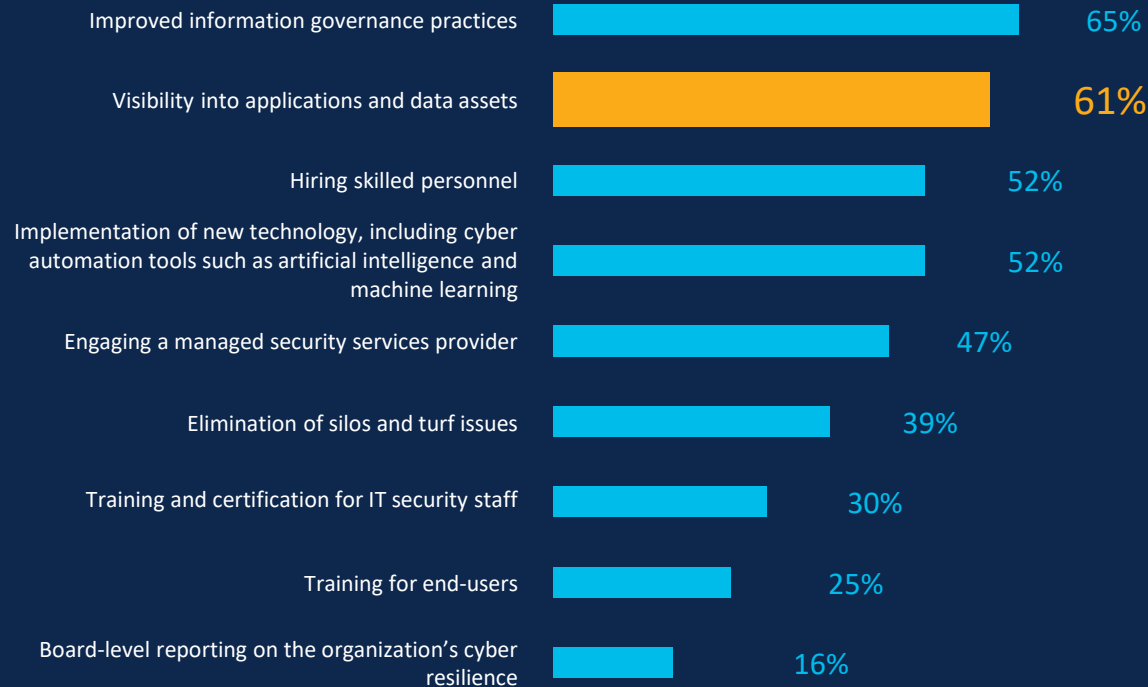 Improved information governance practices 65%
Visibility into applications and data assets 61%
Hiring skilled personnel 52%
Implementation of new technology, including cyber
automation tools such as artificial intelligence and 52%
machine learning
Engaging a managed security services provider 47%
Elimination of silos and turf issues 39%
Training and certification for IT security staff 30%
Training for end-users 25%
Board-level reporting on the organization’s cyber
resilience 16%